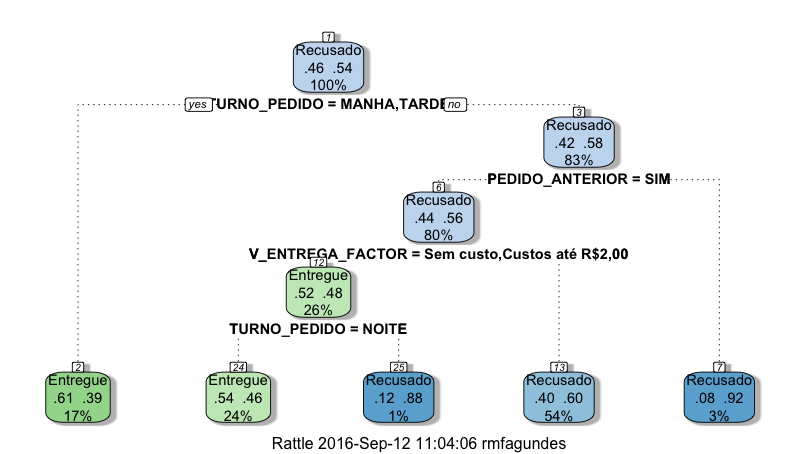 1
Recusado
.46 .54
100%
yes TURNO_PEDIDO = MANHA,TARDE no
3
Recusado
.42 .58
83%
PEDIDO_ANTERIOR = SIM
6
Recusado
.44 .56
80%
V_ENTREGA_FACTOR = Sem custo,Custos até R$2,00
12
Entregue
.52 .48
26%
TURNO_PEDIDO = NOITE
2
Entregue
.61 .39
17%
24
Entregue
.54 .46
24%
25
Recusado
.12 .88
1%
13
Recusado
.40 .60
54%
7
Recusado
.08 .92
3%
Rattle 2016-Sep-12 11:04:06 rmfagundes